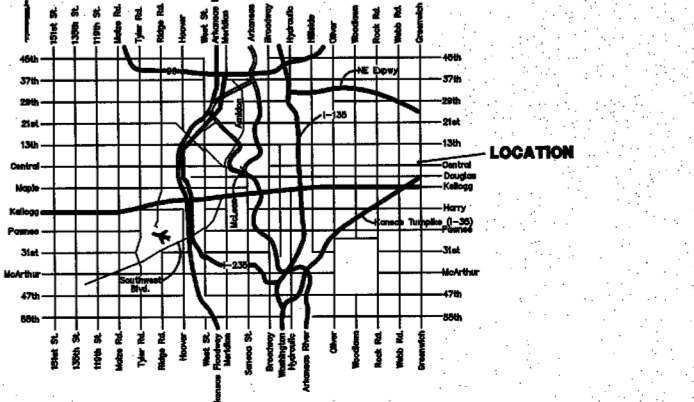 151st St.
135th St.
119th St.
Maize Rd.
Tyler Rd.
Ridge Rd.
Hoover
West St.
Meridian
Arkansas
Broadway
Hydraulic
Hillside
Oliver
Woodlawn
Rock Rd.
Webb Rd.
Greenwich
45th
45th
37th
NE Expwy
37th
29th
Amidon
29th
21st
I-135
21st
13th
13th
LOCATION
Central
Central
Douglas
Maple
Kellogg
Kellogg
McLean
Harry
Kansas Turnpike (I-35)
Pawnee
Pawnee
31st
31st
McArthur
I-235
McArthur
Southwest
Blvd.
47th
47th
55th
55th
151st St.
135th St.
119th St.
Maize Rd.
Tyler Rd.
Ridge Rd.
Hoover
West St.
Arkansas Floodway
Meridian
Seneca St.
Broadway
Washington
Hydraulic
Arkansas River
Oliver
Woodlawn
Rock Rd.
Webb Rd.
Greenwich